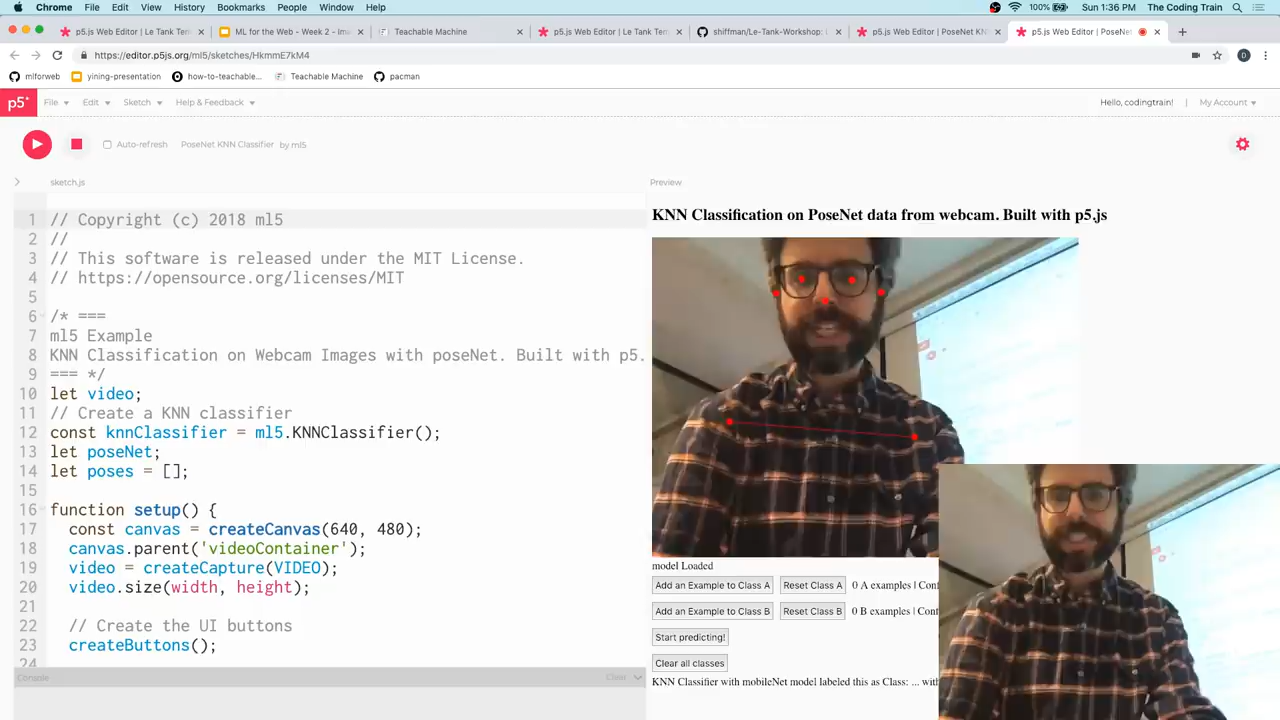 Chrome File Edit View History Bookmarks People Window Help 100% Sun 1:36 PM The Coding Train
p5.js Web Editor | Le Tank Tem × ML for the Web - Week 2 - Ima × Teachable Machine × p5.js Web Editor | Le Tank Tem × shiffman/Le-Tank-Workshop: × p5.js Web Editor | PoseNet KN × p5.js Web Editor | PoseNet × +
https://editor.p5js.org/ml5/sketches/HkmmE7kM4
mlforweb yining-presentation how-to-teachable... Teachable Machine pacman
p5* File Edit Sketch Help & Feedback Hello, codingtrain! | My Account
Auto-refresh PoseNet KNN Classifier by ml5
> sketch.js
Preview
1 // Copyright (c) 2018 ml5
2 //
3 // This software is released under the MIT License.
4 // https://opensource.org/licenses/MIT
5
6 /* ===
7 ml5 Example
8 KNN Classification on Webcam Images with poseNet. Built with p5.
9 === */
10 let video;
11 // Create a KNN classifier
12 const knnClassifier = ml5.KNNClassifier();
13 let poseNet;
14 let poses = [];
15
16 function setup() {
17 const canvas = createCanvas(640, 480);
18 canvas.parent('videoContainer');
19 video = createCapture(VIDEO);
20 video.size(width, height);
21
22 // Create the UI buttons
23 createButtons();
24
Console Clear
KNN Classification on PoseNet data from webcam. Built with p5.js
model Loaded
Add an Example to Class A Reset Class A 0 A examples | Conf
Add an Example to Class B Reset Class B 0 B examples | Conf
Start predicting!
Clear all classes
KNN Classifier with mobileNet model labeled this as Class: ... with